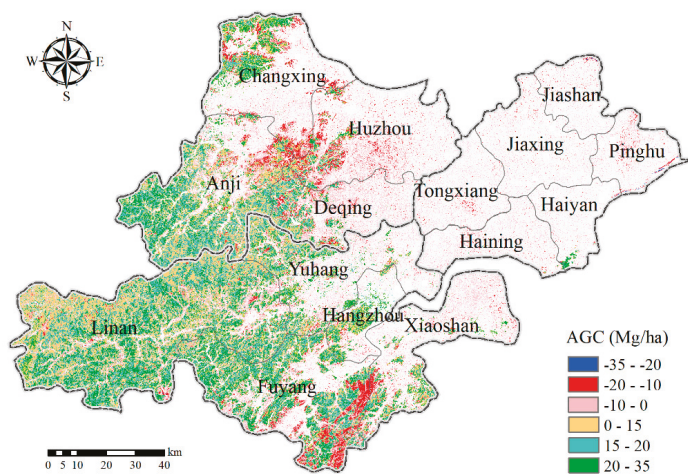 N
W E
S
Changxing
Huzhou
Jiashan
Jiaxing
Pinghu
Anji
Deqing
Tongxiang
Haiyan
Haining
Yuhang
Linan
Hangzhou
Xiaoshan
Fuyang
AGC (Mg/ha)
-35 - -20
-20 - -10
-10 - 0
0 - 15
15 - 20
20 - 35
km
0 5 10 20 30 40